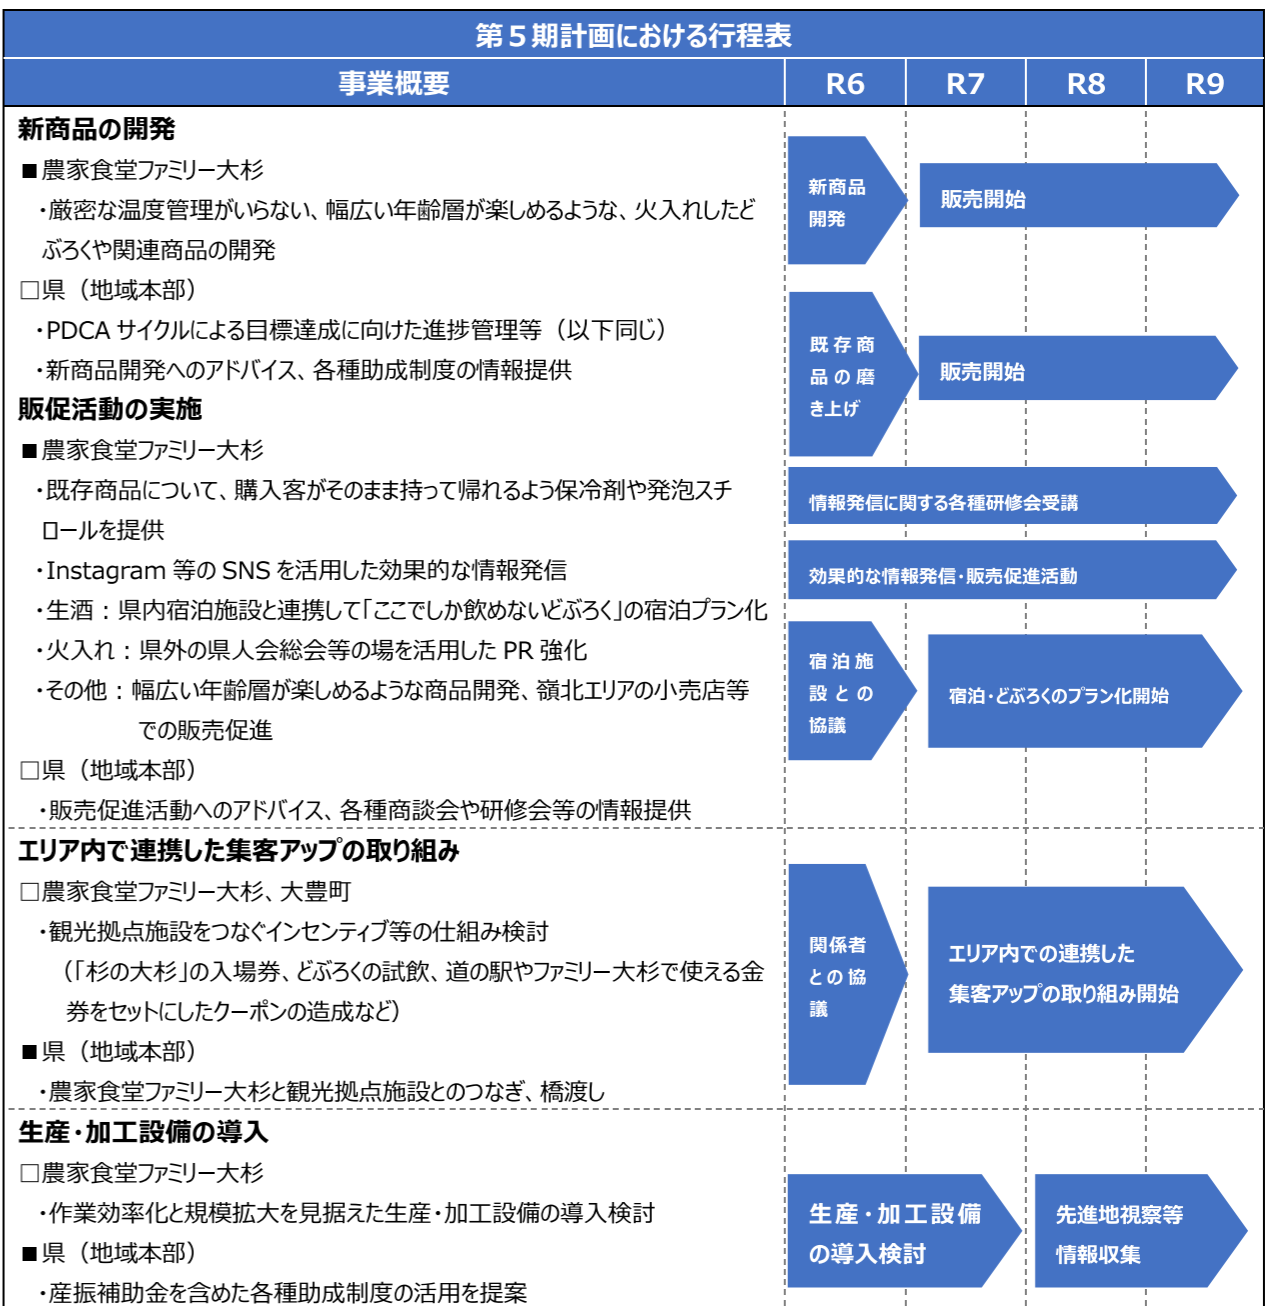 第５期計画における行程表
事業概要
R6
R7
R8
R9
新商品の開発
■農家食堂ファミリー大杉
・厳密な温度管理がいらない、幅広い年齢層が楽しめるような、火入れしたど
ぶろくや関連商品の開発
□県（地域本部）
・PDCA サイクルによる目標達成に向けた進捗管理等（以下同じ）
・新商品開発へのアドバイス、各種助成制度の情報提供
販促活動の実施
■農家食堂ファミリー大杉
・既存商品について、購入客がそのまま持って帰れるよう保冷剤や発泡スチ
ロールを提供
・Instagram 等の SNS を活用した効果的な情報発信
・生酒：県内宿泊施設と連携して「ここでしか飲めないどぶろく」の宿泊プラン化
・火入れ：県外の県人会総会等の場を活用した PR 強化
・その他：幅広い年齢層が楽しめるような商品開発、嶺北エリアの小売店等
での販売促進
□県（地域本部）
・販売促進活動へのアドバイス、各種商談会や研修会等の情報提供
新商品
開発
販売開始
既存商
品の磨
き上げ
販売開始
情報発信に関する各種研修会受講
効果的な情報発信・販売促進活動
宿泊施
設との
協議
宿泊・どぶろくのプラン化開始
エリア内で連携した集客アップの取り組み
□農家食堂ファミリー大杉、大豊町
・観光拠点施設をつなぐインセンティブ等の仕組み検討
（「杉の大杉」の入場券、どぶろくの試飲、道の駅やファミリー大杉で使える金
券をセットにしたクーポンの造成など）
■県（地域本部）
・農家食堂ファミリー大杉と観光拠点施設とのつなぎ、橋渡し
関係者
との協
議
エリア内での連携した
集客アップの取り組み開始
生産・加工設備の導入
□農家食堂ファミリー大杉
・作業効率化と規模拡大を見据えた生産・加工設備の導入検討
■県（地域本部）
・産振補助金を含めた各種助成制度の活用を提案
生産・加工設備
の導入検討
先進地視察等
情報収集